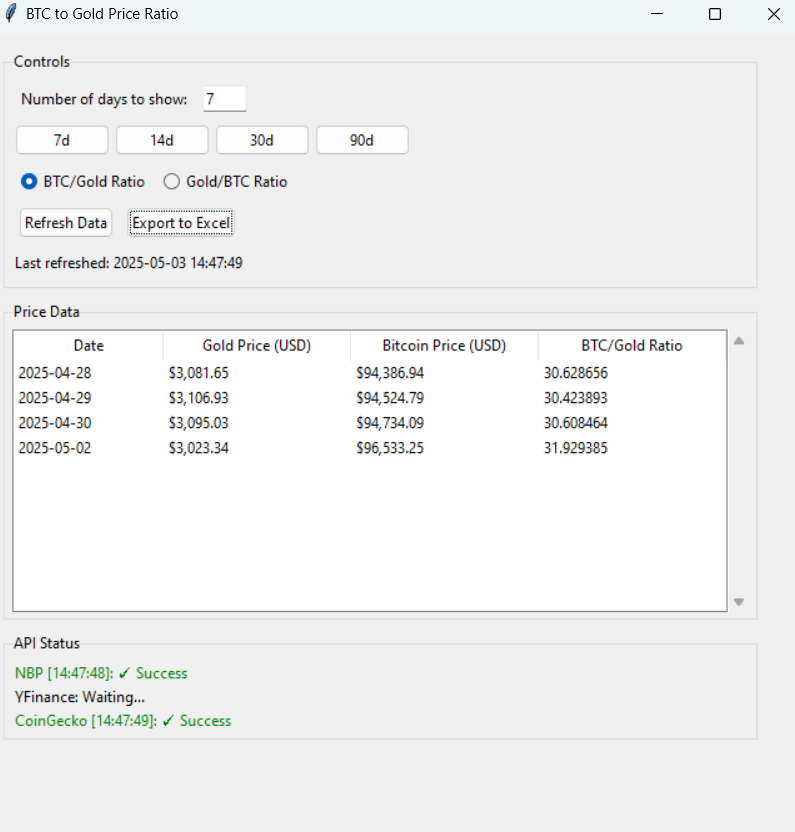 BTC to Gold Price Ratio
Controls
Number of days to show: 7
7d 14d 30d 90d
BTC/Gold Ratio Gold/BTC Ratio
Refresh Data Export to Excel
Last refreshed: 2025-05-03 14:47:49
Price Data
Date Gold Price (USD) Bitcoin Price (USD) BTC/Gold Ratio
2025-04-28 $3,081.65 $94,386.94 30.628656
2025-04-29 $3,106.93 $94,524.79 30.423893
2025-04-30 $3,095.03 $94,734.09 30.608464
2025-05-02 $3,023.34 $96,533.25 31.929385
API Status
NBP [14:47:48]: ✓ Success
YFinance: Waiting...
CoinGecko [14:47:49]: ✓ Success